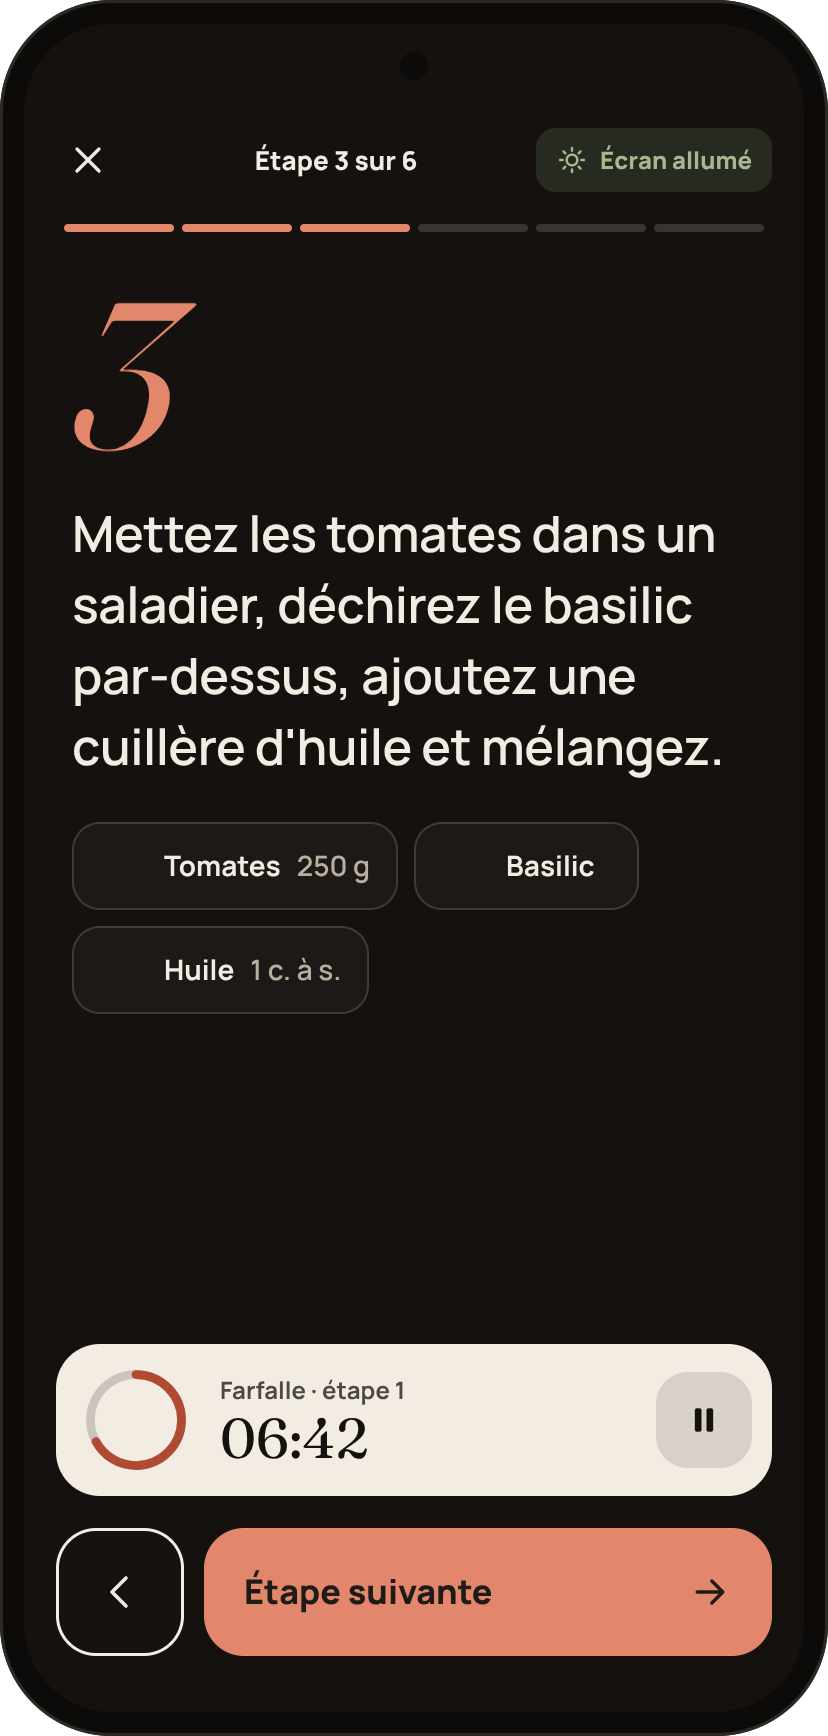 Étape 3 sur 6
Écran allumé
3
Mettez les tomates dans un
saladier, déchirez le basilic
par-dessus, ajoutez une
cuillère d'huile et mélangez.
Tomates 250 g
Basilic
Huile 1 c. à s.
Farfalle · étape 1
06:42
Étape suivante